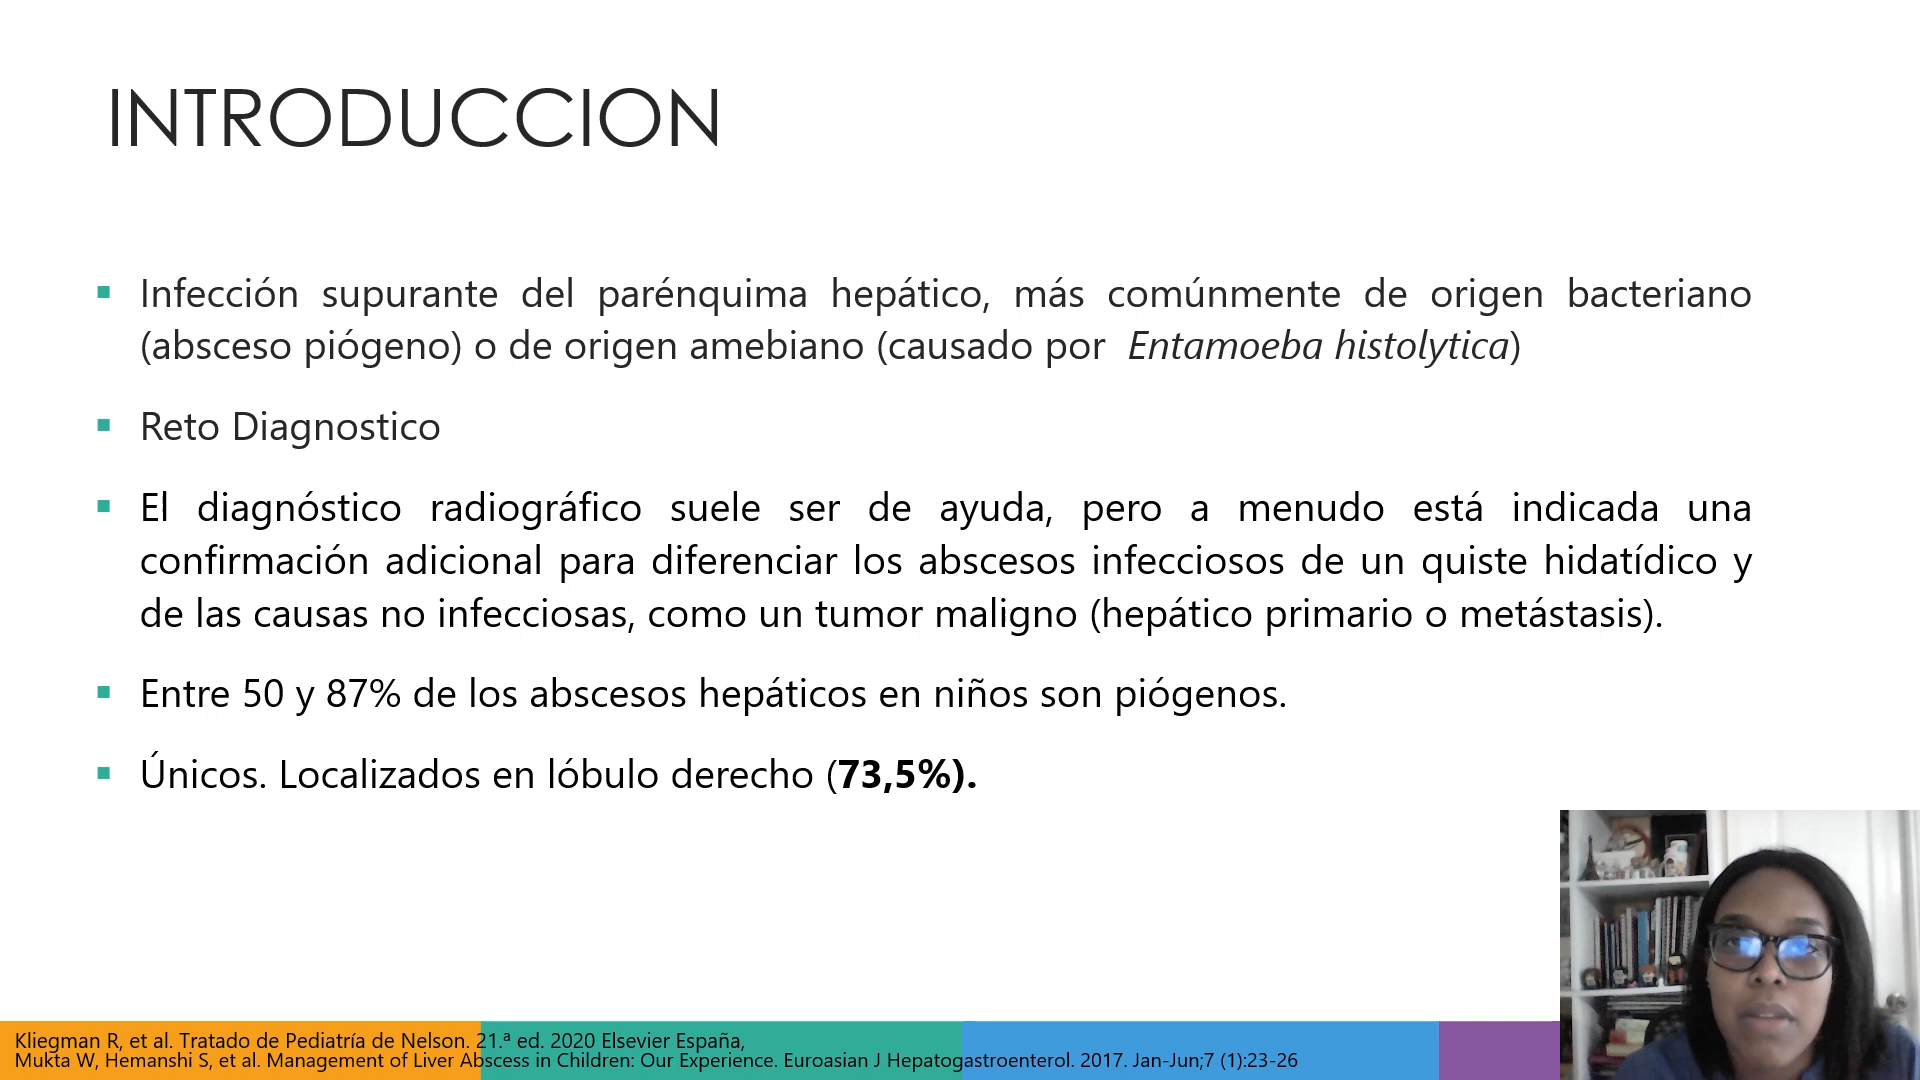 INTRODUCCION
Infección supurante del parénquima hepático, más comúnmente de origen bacteriano
(absceso piógeno) o de origen amebiano (causado por Entamoeba histolytica)
Reto Diagnostico
El diagnóstico radiográfico suele ser de ayuda, pero a menudo está indicada una
confirmación adicional para diferenciar los abscesos infecciosos de un quiste hidatídico y
de las causas no infecciosas, como un tumor maligno (hepático primario o metástasis).
Entre 50 y 87% de los abscesos hepáticos en niños son piógenos.
Únicos. Localizados en lóbulo derecho (73,5%).
Kliegman R, et al. Tratado de Pediatría de Nelson. 21.ª ed. 2020 Elsevier España,
Mukta W, Hemanshi S, et al. Management of Liver Abscess in Children: Our Experience. Euroasian J Hepatogastroenterol. 2017. Jan-Jun;7 (1):23-26